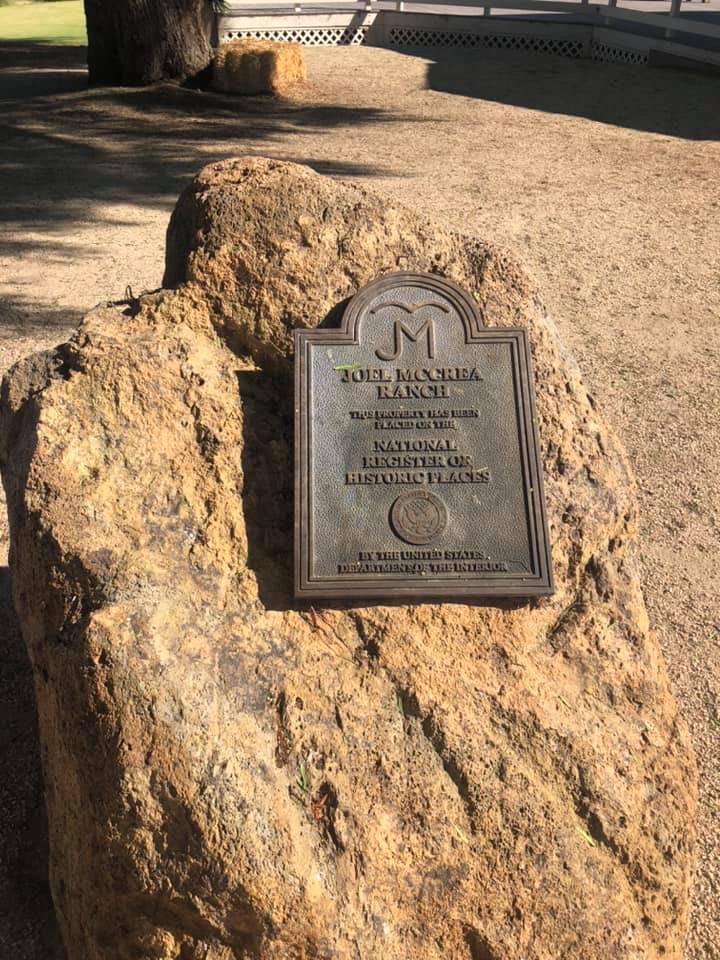 JM
JOEL MCCREA
RANCH
THIS PROPERTY HAS BEEN
PLACED ON THE
NATIONAL
REGISTER OF
HISTORIC PLACES
BY THE UNITED STATES
DEPARTMENT OF THE INTERIOR